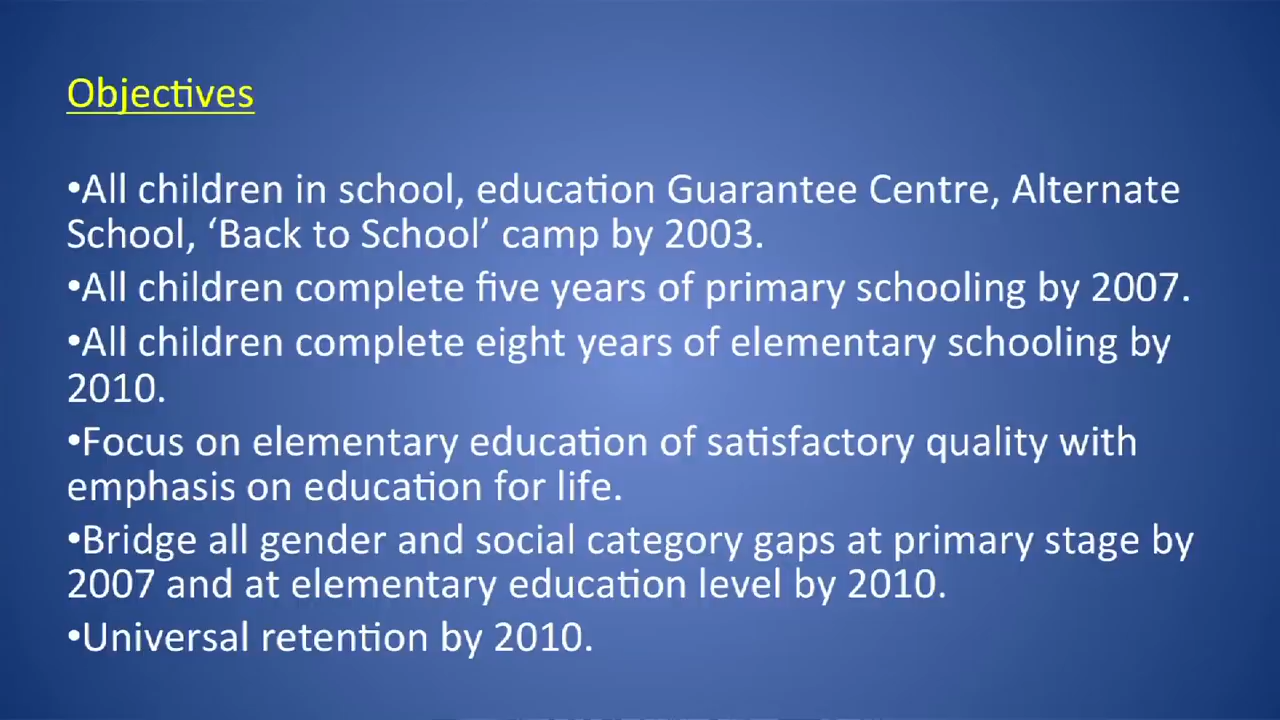 Objectives
•All children in school, education Guarantee Centre, Alternate
School, ‘Back to School’ camp by 2003.
•All children complete five years of primary schooling by 2007.
•All children complete eight years of elementary schooling by
2010.
•Focus on elementary education of satisfactory quality with
emphasis on education for life.
•Bridge all gender and social category gaps at primary stage by
2007 and at elementary education level by 2010.
•Universal retention by 2010.